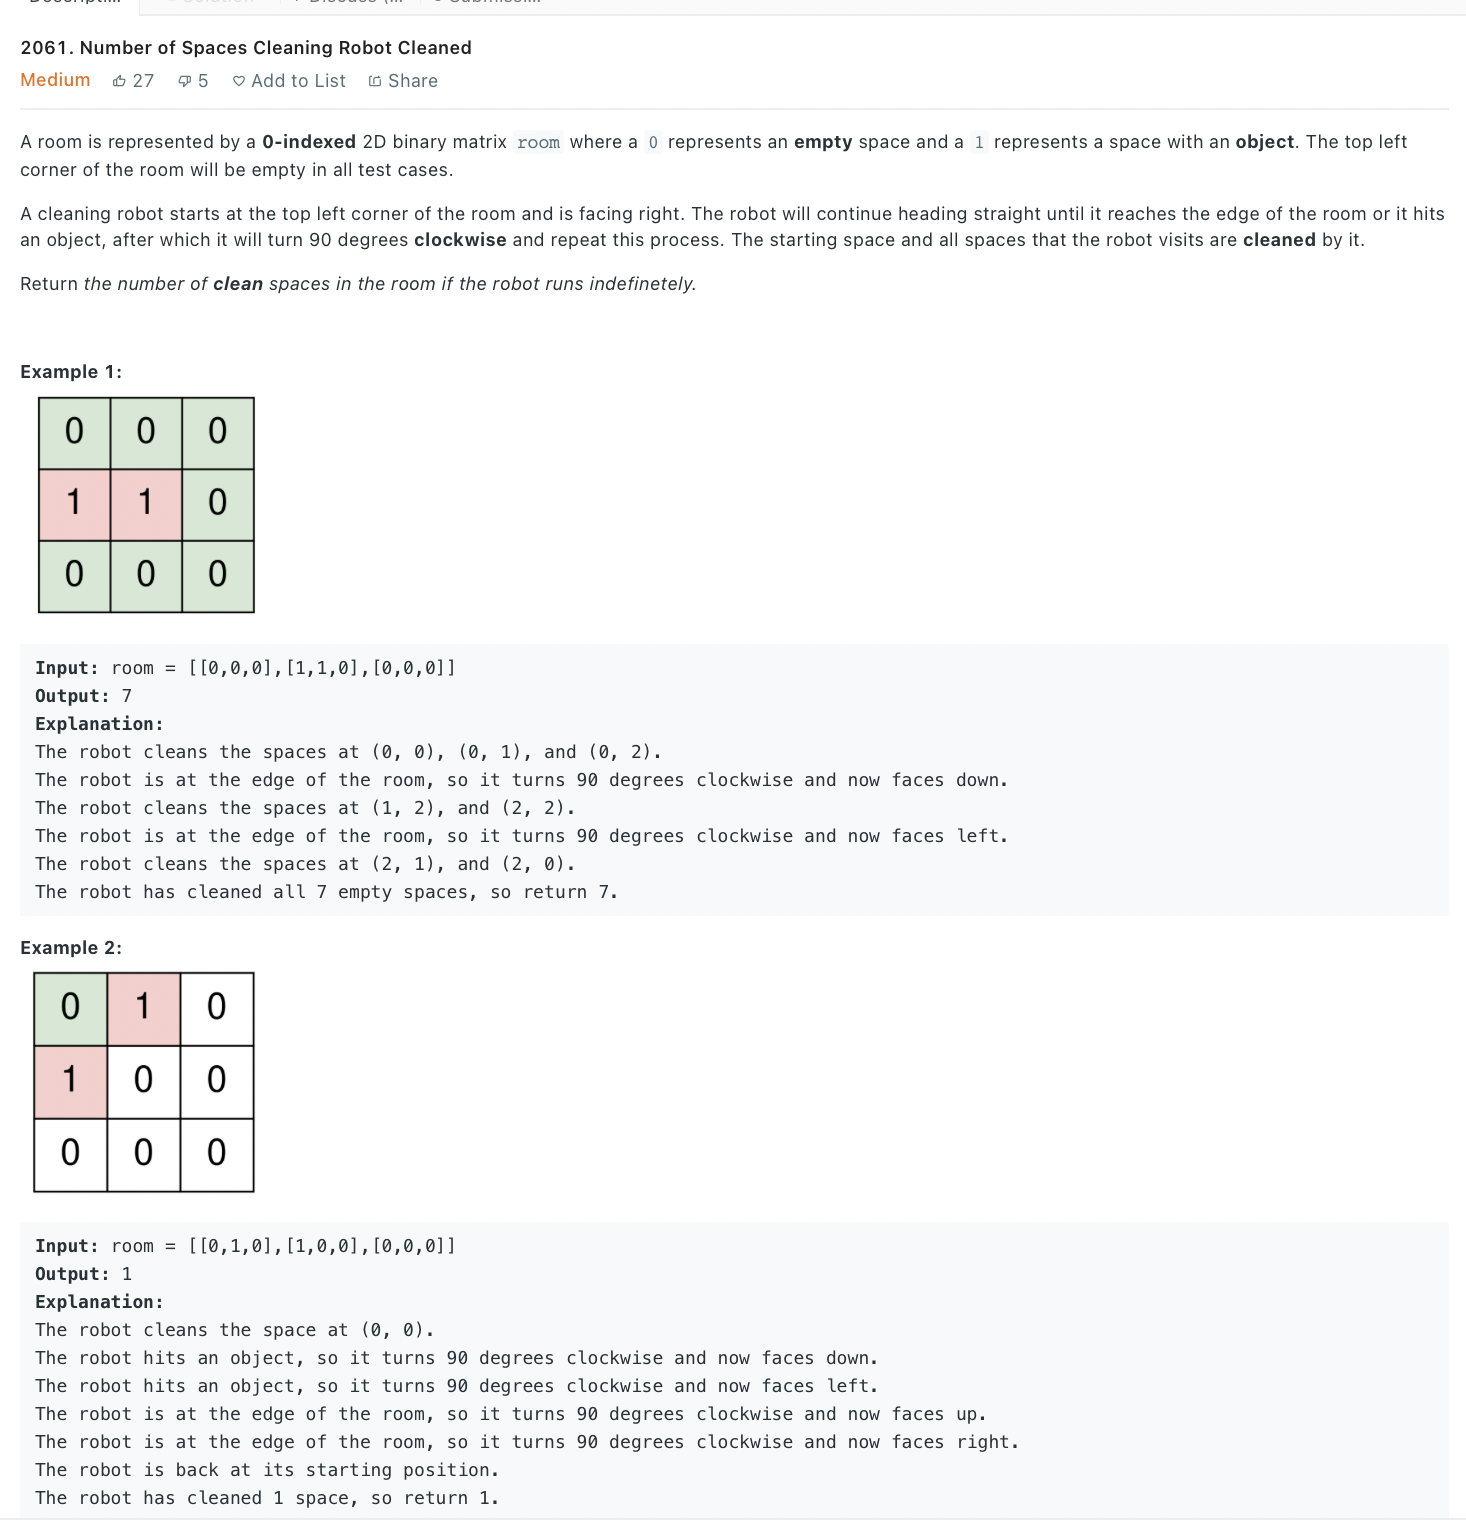 Descripti...
Solution
Discuss (...
Submissi...
2061. Number of Spaces Cleaning Robot Cleaned
Medium 27 5 Add to List Share
A room is represented by a 0-indexed 2D binary matrix room where a 0 represents an empty space and a 1 represents a space with an object. The top left
corner of the room will be empty in all test cases.
A cleaning robot starts at the top left corner of the room and is facing right. The robot will continue heading straight until it reaches the edge of the room or it hits
an object, after which it will turn 90 degrees clockwise and repeat this process. The starting space and all spaces that the robot visits are cleaned by it.
Return the number of clean spaces in the room if the robot runs indefinetely.
Example 1:
0 0 0
1 1 0
0 0 0
Input: room = [[0,0,0],[1,1,0],[0,0,0]]
Output: 7
Explanation:
The robot cleans the spaces at (0, 0), (0, 1), and (0, 2).
The robot is at the edge of the room, so it turns 90 degrees clockwise and now faces down.
The robot cleans the spaces at (1, 2), and (2, 2).
The robot is at the edge of the room, so it turns 90 degrees clockwise and now faces left.
The robot cleans the spaces at (2, 1), and (2, 0).
The robot has cleaned all 7 empty spaces, so return 7.
Example 2:
0 1 0
1 0 0
0 0 0
Input: room = [[0,1,0],[1,0,0],[0,0,0]]
Output: 1
Explanation:
The robot cleans the space at (0, 0).
The robot hits an object, so it turns 90 degrees clockwise and now faces down.
The robot hits an object, so it turns 90 degrees clockwise and now faces left.
The robot is at the edge of the room, so it turns 90 degrees clockwise and now faces up.
The robot is at the edge of the room, so it turns 90 degrees clockwise and now faces right.
The robot is back at its starting position.
The robot has cleaned 1 space, so return 1.